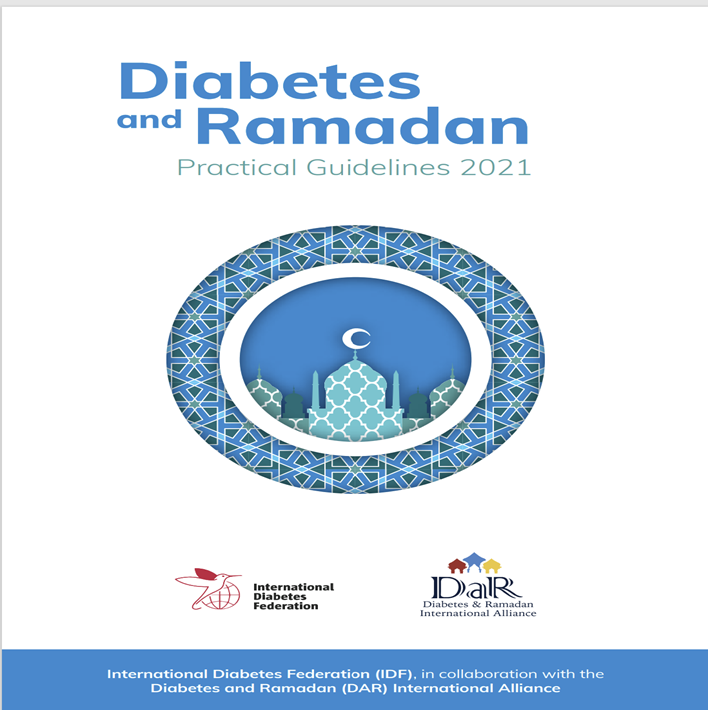 Diabetes
and Ramadan
Practical Guidelines 2021
International
Diabetes
Federation
DaR
Diabetes & Ramadan
International Alliance
International Diabetes Federation (IDF), in collaboration with the
Diabetes and Ramadan (DAR) International Alliance